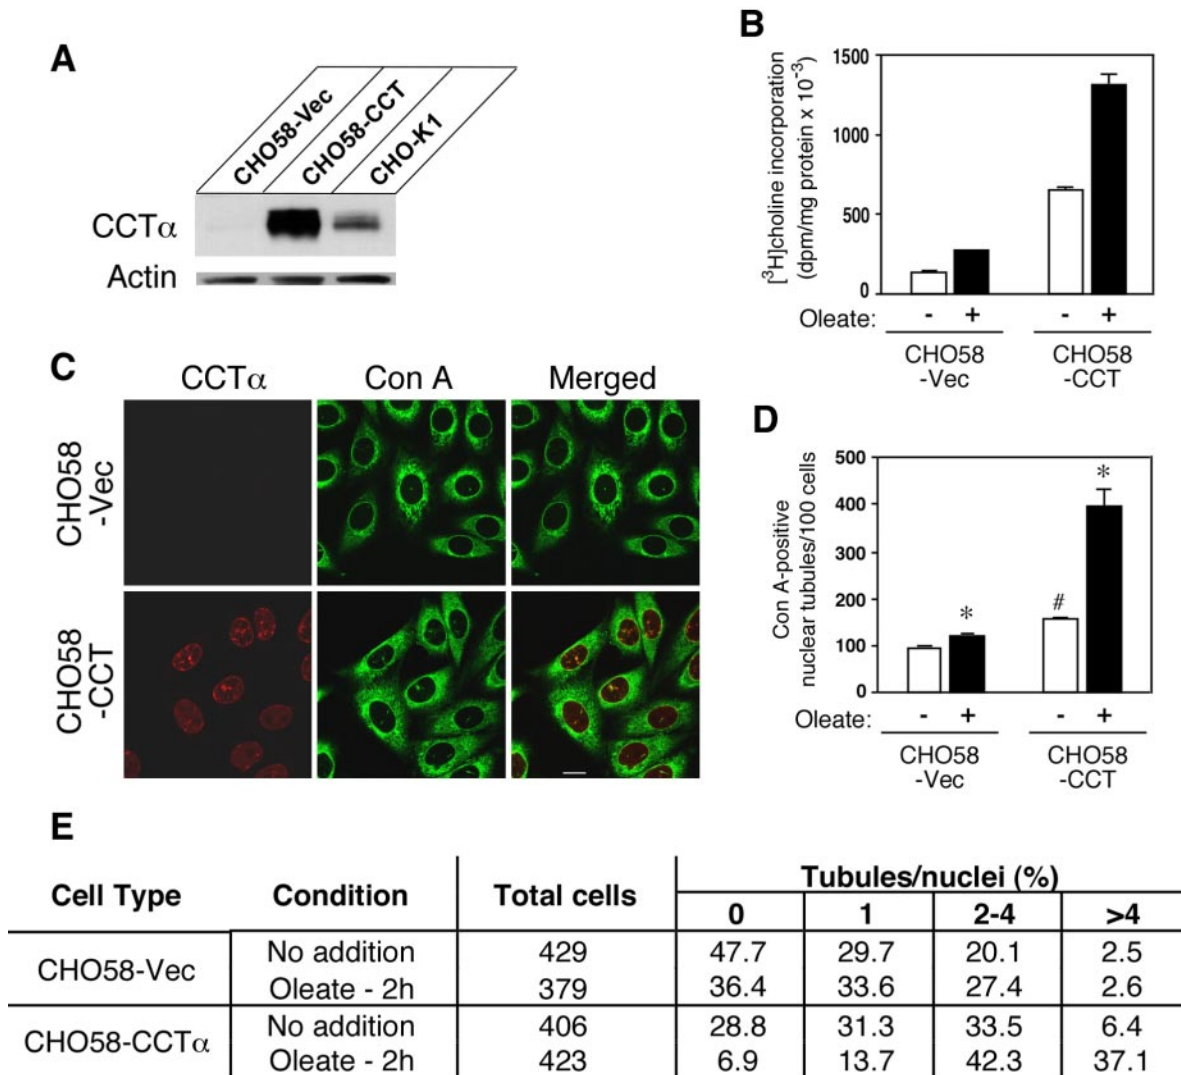 A
CHO58-Vec
CHO58-CCT
CHO-K1
CCTα
Actin
B
[³H]choline incorporation
(dpm/mg protein x 10⁻³)
1500
1000
500
0
Oleate: - + - +
CHO58
-Vec
CHO58
-CCT
C
CCTα Con A Merged
CHO58
-Vec
CHO58
-CCT
D
Con A-positive
nuclear tubules/100 cells
500
400
300
200
100
0
* # *
Oleate: - + - +
CHO58
-Vec
CHO58
-CCT
E
Cell Type Condition Total cells Tubules/nuclei (%)
0 1 2-4 >4
CHO58-Vec
No addition 429 47.7 29.7 20.1 2.5
Oleate - 2h 379 36.4 33.6 27.4 2.6
CHO58-CCTα
No addition 406 28.8 31.3 33.5 6.4
Oleate - 2h 423 6.9 13.7 42.3 37.1